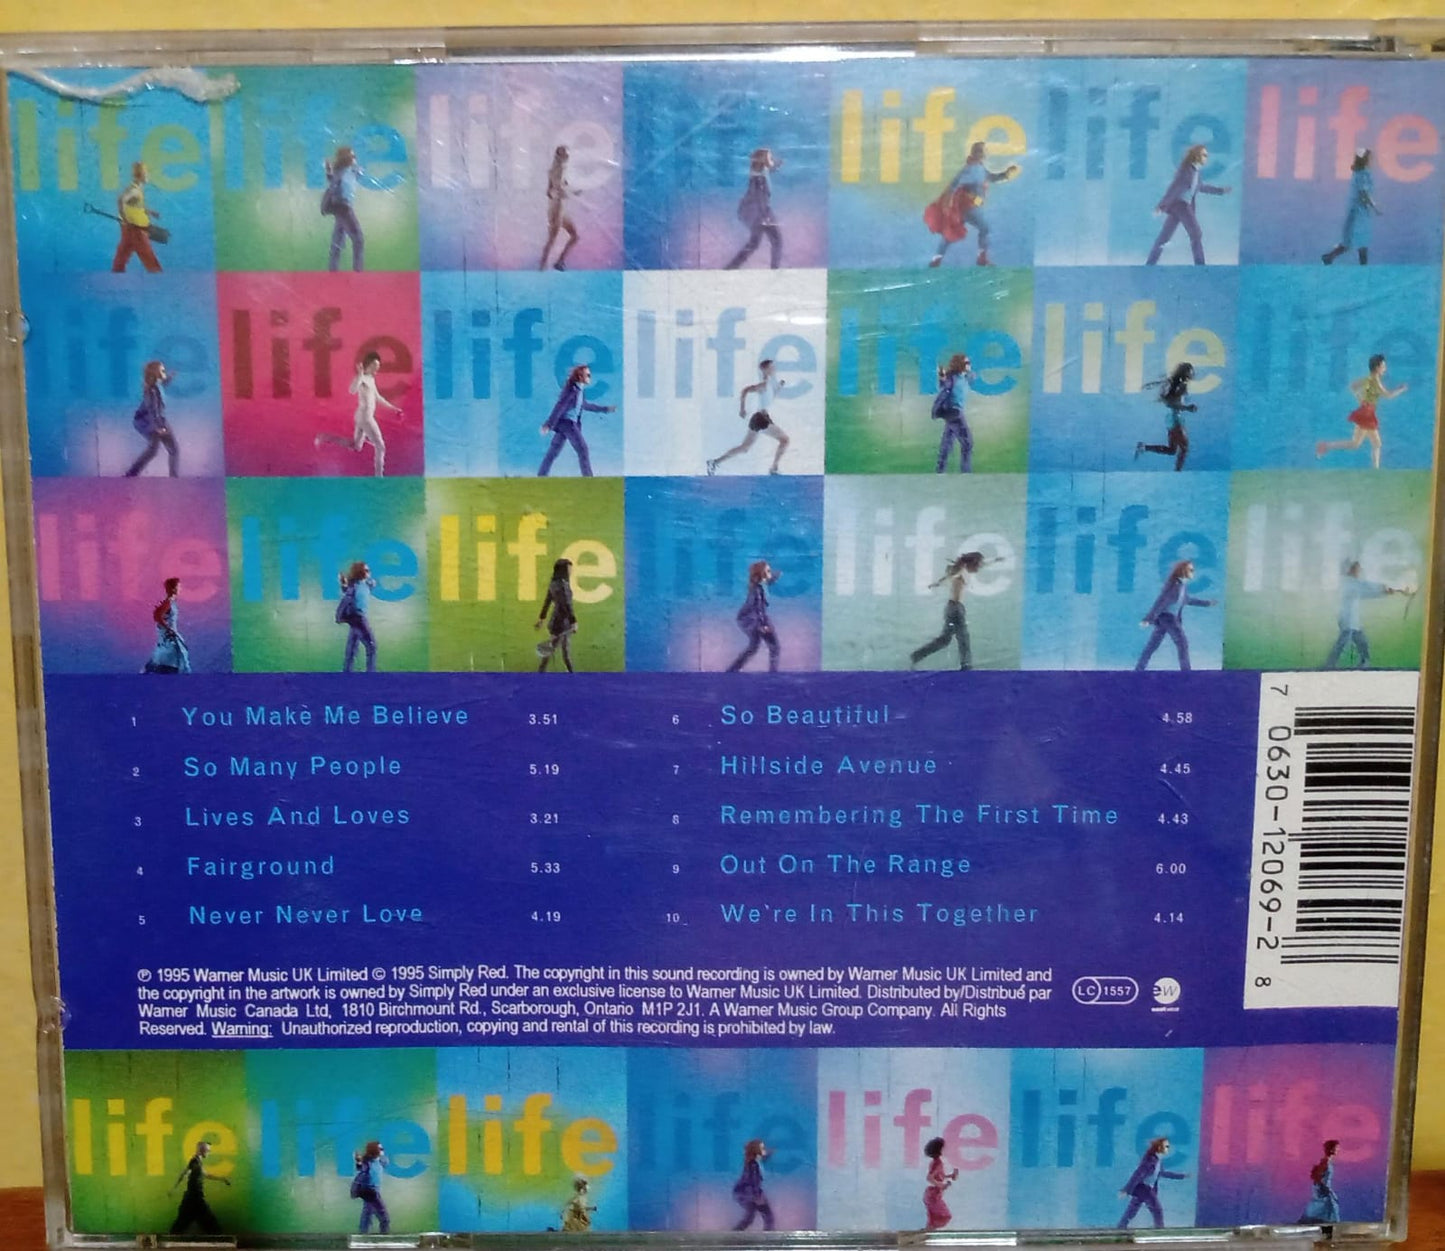 life life life life life life life
life life life life life life life
life life life life life life life
1 You Make Me Believe 3.51
2 So Many People 5.19
3 Lives And Loves 3.21
4 Fairground 5.33
5 Never Never Love 4.19
6 So Beautiful 4.58
7 Hillside Avenue 4.45
8 Remembering The First Time 4.43
9 Out On The Range 6.00
10 We're In This Together 4.14
7 0630-12069-2 8
℗ 1995 Warner Music UK Limited © 1995 Simply Red. The copyright in this sound recording is owned by Warner Music UK Limited and
the copyright in the artwork is owned by Simply Red under an exclusive license to Warner Music UK Limited. Distributed by/Distribué par
Warner Music Canada Ltd, 1810 Birchmount Rd., Scarborough, Ontario M1P 2J1. A Warner Music Group Company. All Rights
Reserved. Warning: Unauthorized reproduction, copying and rental of this recording is prohibited by law.
LC 1557
ew
life life life life life life life